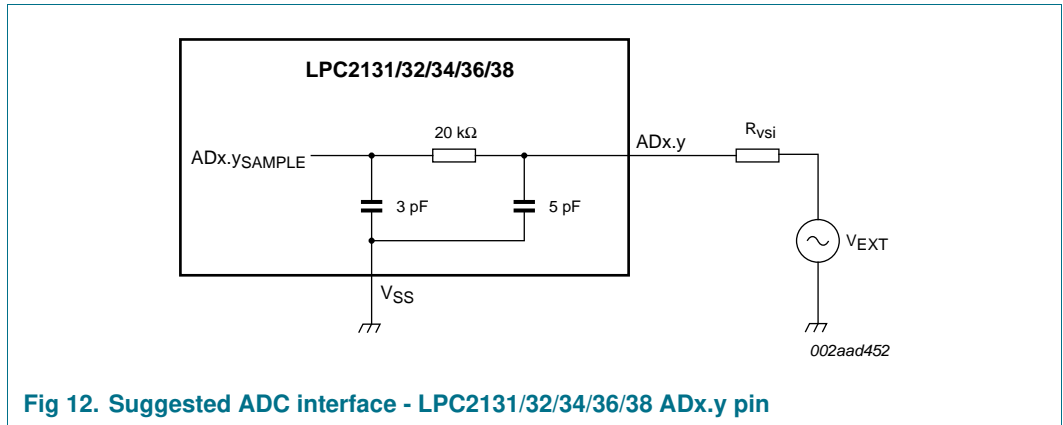 LPC2131/32/34/36/38
20 kΩ
ADx.y
Rvsi
ADx.ySAMPLE
3 pF
5 pF
VEXT
VSS
002aad452
Fig 12. Suggested ADC interface - LPC2131/32/34/36/38 ADx.y pin